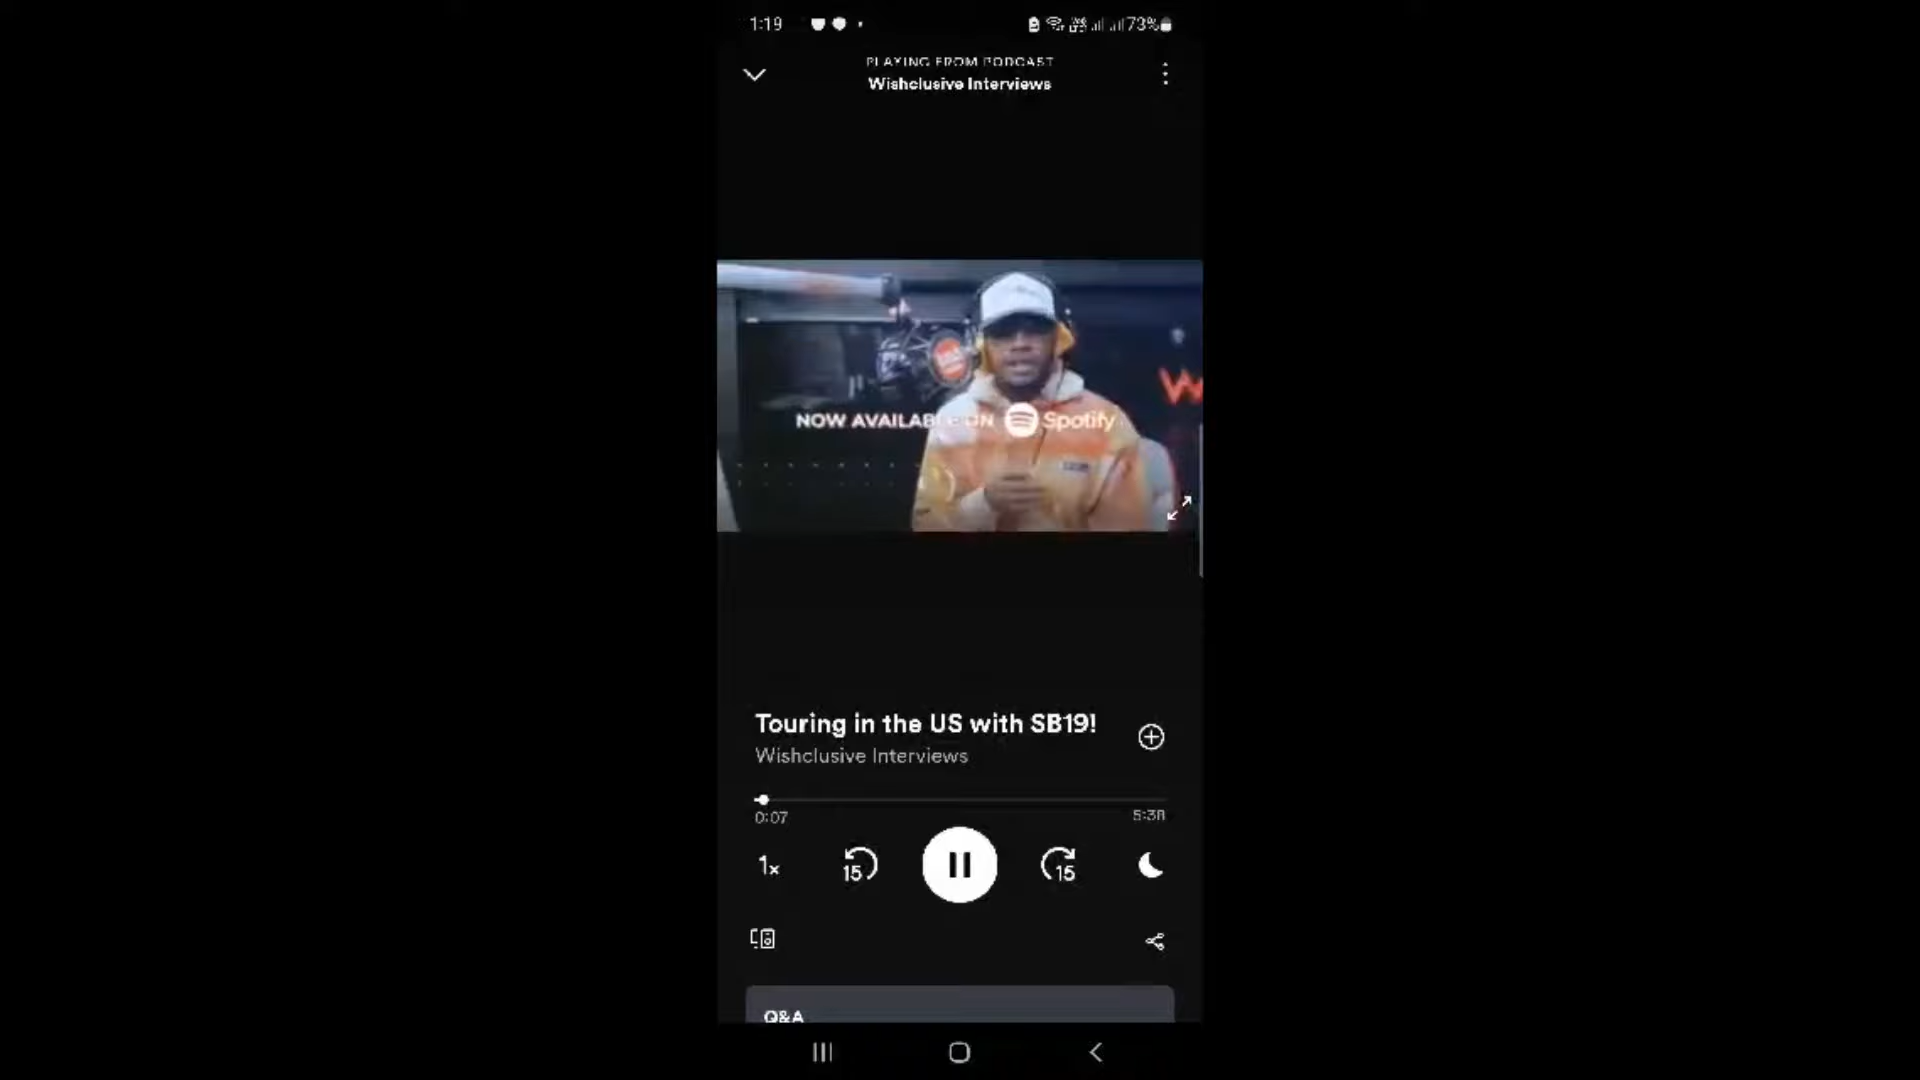 1:19
73%
PLAYING FROM PODCAST
Wishclusive Interviews
NOW AVAILABLE ON Spotify
Touring in the US with SB19!
Wishclusive Interviews
0:07
5:38
1x
15
15
Q&A